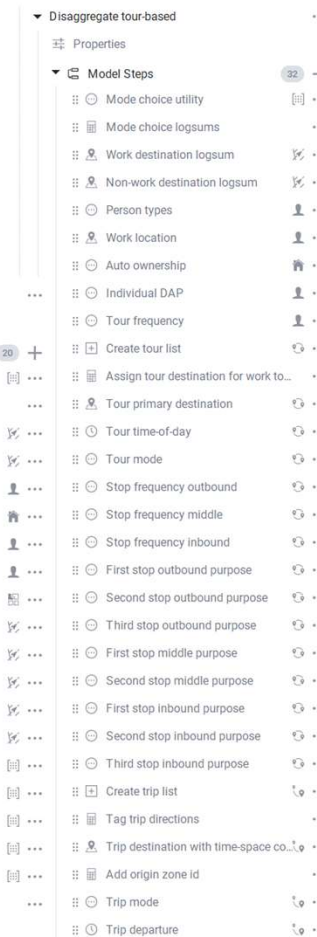 Disaggregate tour-based
Properties
Model Steps 32
Mode choice utility
Mode choice logsums
Work destination logsum
Non-work destination logsum
Person types
Work location
Auto ownership
Individual DAP
Tour frequency
20 Create tour list
Assign tour destination for work to...
Tour primary destination
Tour time-of-day
Tour mode
Stop frequency outbound
Stop frequency middle
Stop frequency inbound
First stop outbound purpose
Second stop outbound purpose
Third stop outbound purpose
First stop middle purpose
Second stop middle purpose
First stop inbound purpose
Second stop inbound purpose
Third stop inbound purpose
Create trip list
Tag trip directions
Trip destination with time-space co...
Add origin zone id
Trip mode
Trip departure